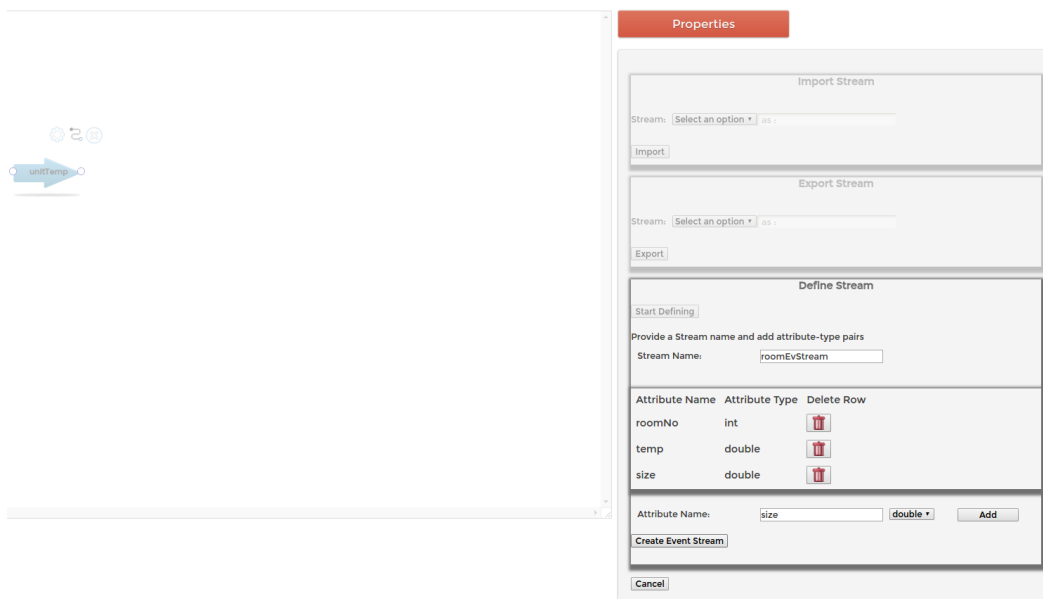 unitTemp
Properties
Import Stream
Stream: Select an option as :
Import
Export Stream
Stream: Select an option as :
Export
Define Stream
Start Defining
Provide a Stream name and add attribute-type pairs
Stream Name: roomEvStream
Attribute Name Attribute Type Delete Row
roomNo int
temp double
size double
Attribute Name: size double Add
Create Event Stream
Cancel